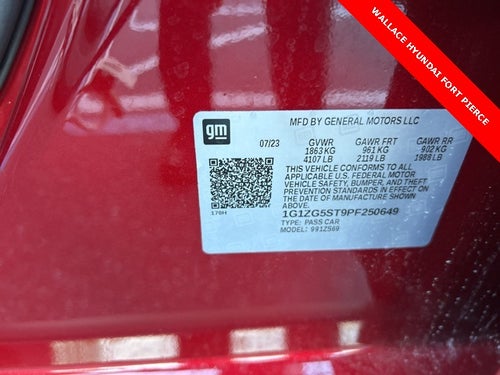 WALLACE HYUNDAI FORT PIERCE
gm
MFD BY GENERAL MOTORS LLC
07/23 GVWR GAWR FRT GAWR RR
1863 KG 961 KG 902 KG
4107 LB 2119 LB 1988 LB
THIS VEHICLE CONFORMS TO ALL
APPLICABLE U.S. FEDERAL MOTOR
VEHICLE SAFETY, BUMPER, AND THEFT
PREVENTION STANDARDS IN EFFECT ON
THE DATE OF MANUFACTURE SHOWN
ABOVE.
176H
1G1ZG5ST9PF250649
TYPE: PASS CAR
MODEL: 991ZS69